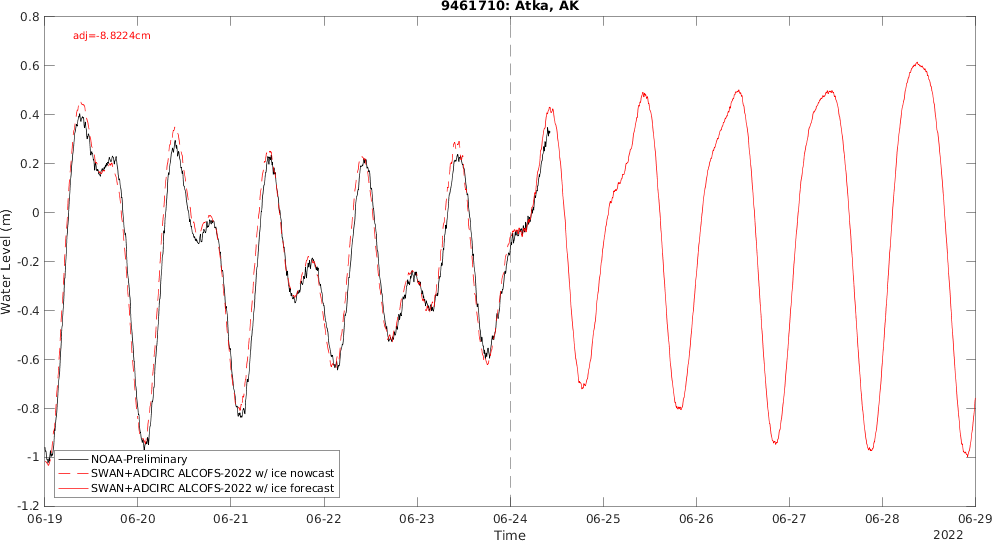 9461710: Atka, AK
adj=-8.8224cm
Water Level (m)
0.8
0.6
0.4
0.2
0
-0.2
-0.4
-0.6
-0.8
-1
-1.2
NOAA-Preliminary
SWAN+ADCIRC ALCOFS-2022 w/ ice nowcast
SWAN+ADCIRC ALCOFS-2022 w/ ice forecast
06-19 06-20 06-21 06-22 06-23 06-24 06-25 06-26 06-27 06-28 06-29
Time
2022